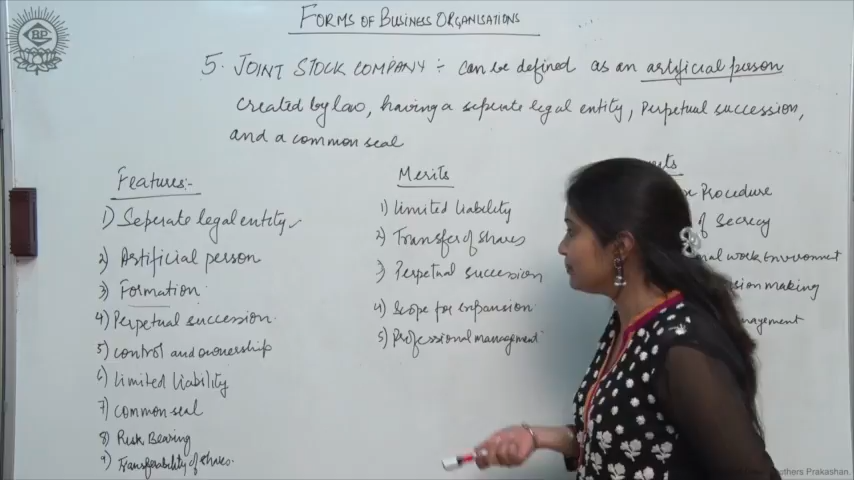 FORMS OF BUSINESS ORGANISATIONS
5. JOINT STOCK COMPANY :- can be defined as an artificial person
created by law, having a seperate legal entity, perpetual succession,
and a common seal
Features:-
1) Seperate legal entity
2) Artificial person
3) Formation
4) Perpetual succession
5) control and ownership
6) limited liability
7) common seal
8) Risk Bearing
9) Transferability of shares.
Merits
1) limited liability
2) Transfer of shares
3) Perpetual succession
4) Scope for expansion
5) Professional management
Procedure
of Secrecy
work Environment
making
BP
Prakashan.